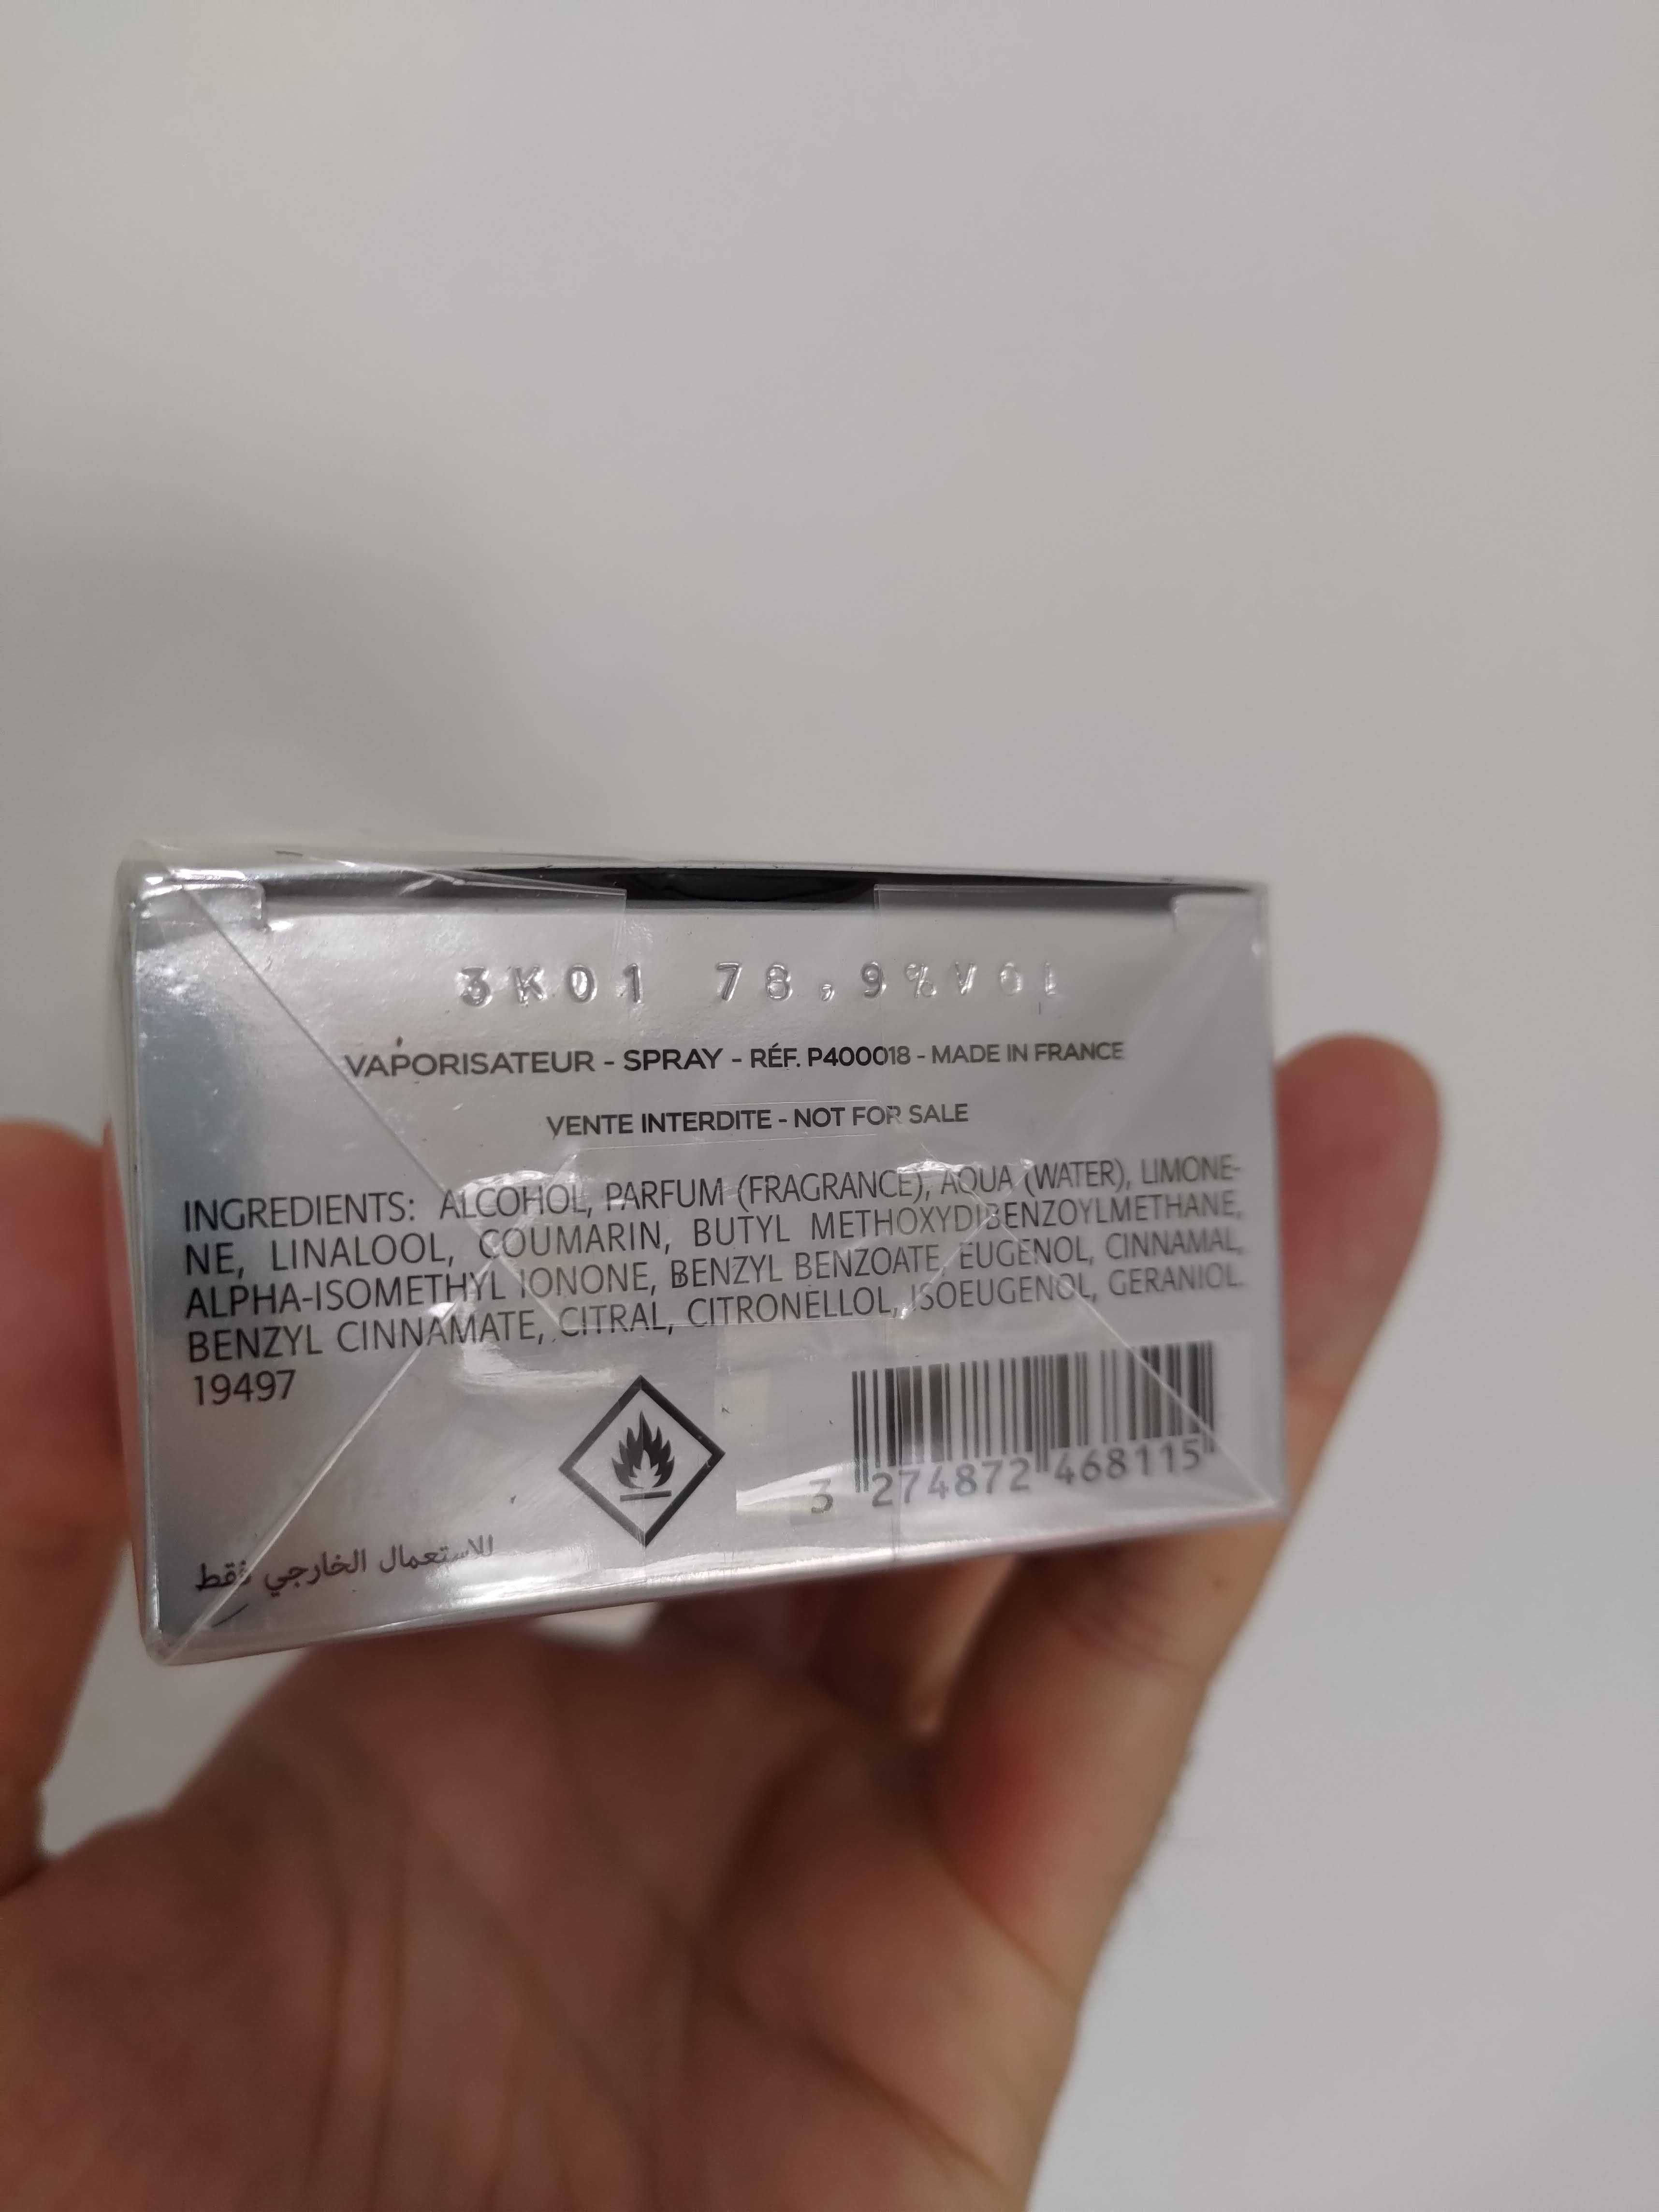 3K01 78,9%VOL
VAPORISATEUR - SPRAY - RÉF. P400018 - MADE IN FRANCE
VENTE INTERDITE - NOT FOR SALE
INGREDIENTS: ALCOHOL, PARFUM (FRAGRANCE), AQUA (WATER), LIMONE-
NE, LINALOOL, COUMARIN, BUTYL METHOXYDIBENZOYLMETHANE,
ALPHA-ISOMETHYL IONONE, BENZYL BENZOATE, EUGENOL, CINNAMAL,
BENZYL CINNAMATE, CITRAL, CITRONELLOL, ISOEUGENOL, GERANIOL.
19497
3 274872 468115
للاستعمال الخارجي فقط